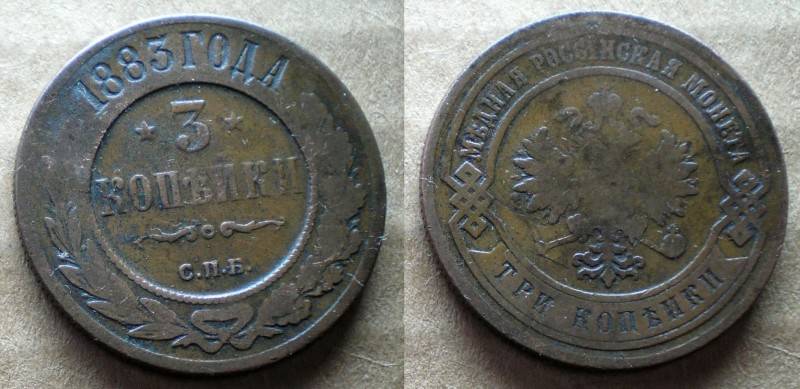 1883 ГОДА
* 3 *
КОПѢЙКИ
С.П.Б.
МѢДНАЯ РОССІЙСКАЯ МОНЕТА
ТРИ КОПѢЙКИ